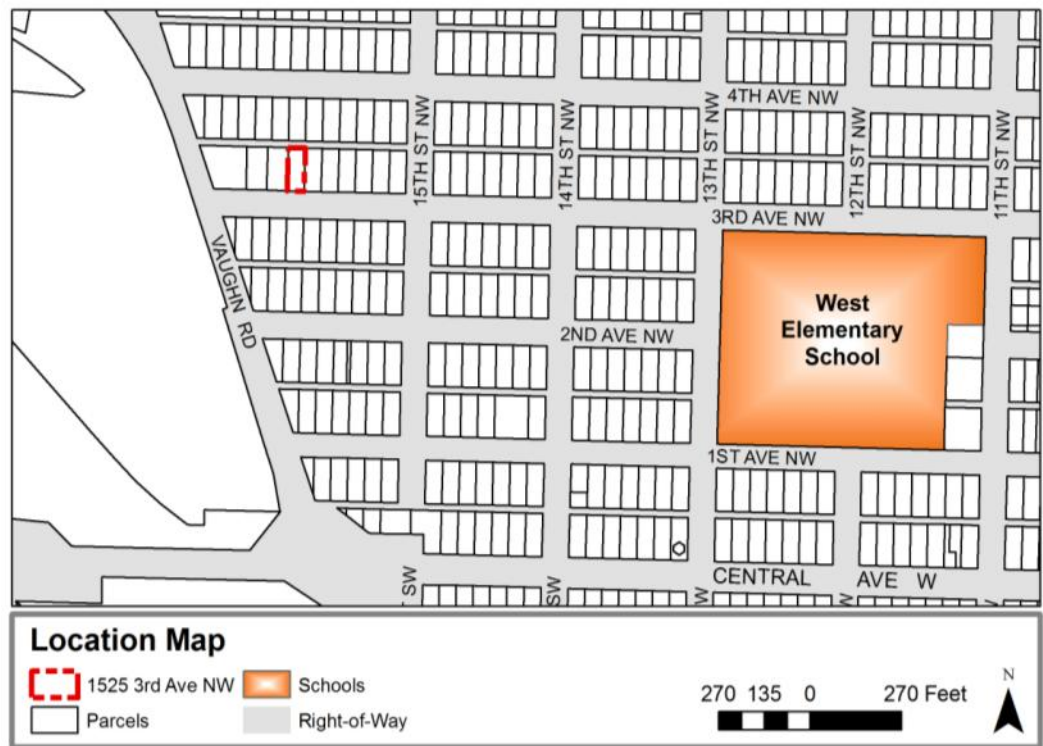 4TH AVE NW
15TH ST NW
14TH ST NW
13TH ST NW
12TH ST NW
11TH ST NW
3RD AVE NW
VAUGHN RD
West
Elementary
School
2ND AVE NW
1ST AVE NW
CENTRAL AVE W
SW
SW
W
W
Location Map
1525 3rd Ave NW
Schools
Parcels
Right-of-Way
270 135 0 270 Feet
N